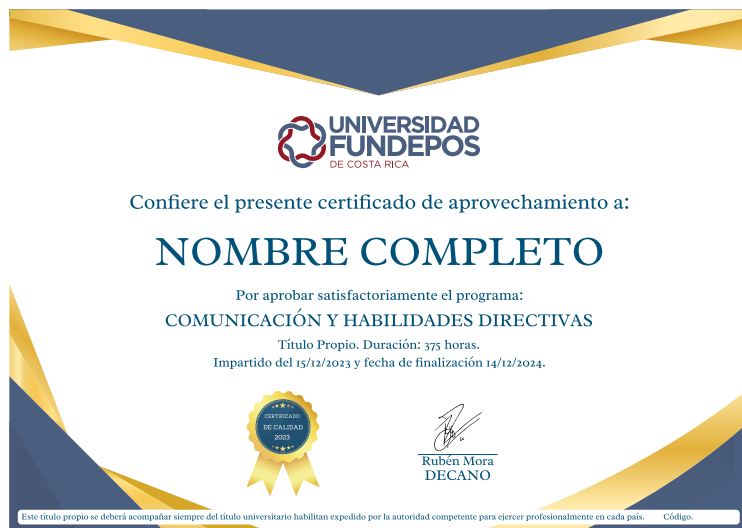 UNIVERSIDAD
FUNDEPOS
DE COSTA RICA
Confiere el presente certificado de aprovechamiento a:
NOMBRE COMPLETO
Por aprobar satisfactoriamente el programa:
COMUNICACIÓN Y HABILIDADES DIRECTIVAS
Título Propio. Duración: 375 horas.
Impartido del 15/12/2023 y fecha de finalización 14/12/2024.
CERTIFICADO
DE CALIDAD
2023
Rubén Mora
DECANO
Este título propio se deberá acompañar siempre del título universitario habilitan expedido por la autoridad competente para ejercer profesionalmente en cada país. Código.